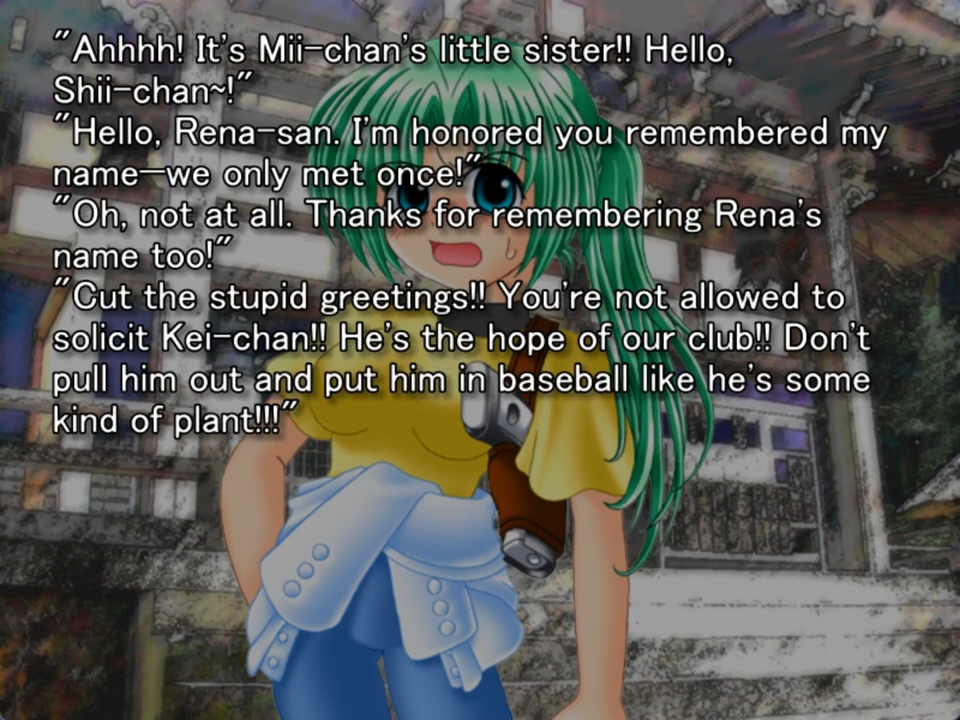 "Ahhhh! It's Mii-chan's little sister!! Hello,
Shii-chan~!"
"Hello, Rena-san. I'm honored you remembered my
name—we only met once!"
"Oh, not at all. Thanks for remembering Rena's
name too!"
"Cut the stupid greetings!! You're not allowed to
solicit Kei-chan!! He's the hope of our club!! Don't
pull him out and put him in baseball like he's some
kind of plant!!!"